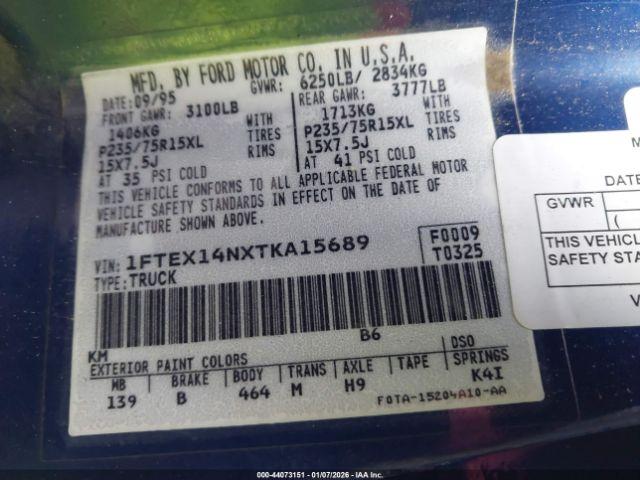 MFD. BY FORD MOTOR CO. IN U.S.A.
DATE: 09/95 GVWR: 6250LB/ 2834KG
FRONT GAWR: 3100LB REAR GAWR: 3777LB
1406KG WITH 1713KG WITH
P235/75R15XL TIRES P235/75R15XL TIRES
15X7.5J RIMS 15X7.5J RIMS
AT 35 PSI COLD AT 41 PSI COLD
THIS VEHICLE CONFORMS TO ALL APPLICABLE FEDERAL MOTOR
VEHICLE SAFETY STANDARDS IN EFFECT ON THE DATE OF
MANUFACTURE SHOWN ABOVE.
VIN: 1FTEX14NXTKA15689 F0009
TYPE: TRUCK T0325
B6
KM DSO
EXTERIOR PAINT COLORS
WB BRAKE BODY TRANS AXLE TAPE SPRINGS
139 B 464 M H9 K4I
F0TA-15204A10-AA
DATE
GVWR
THIS VEHICL
SAFETY STA
V
000-44073151 - 01/07/2026 - IAA Inc.